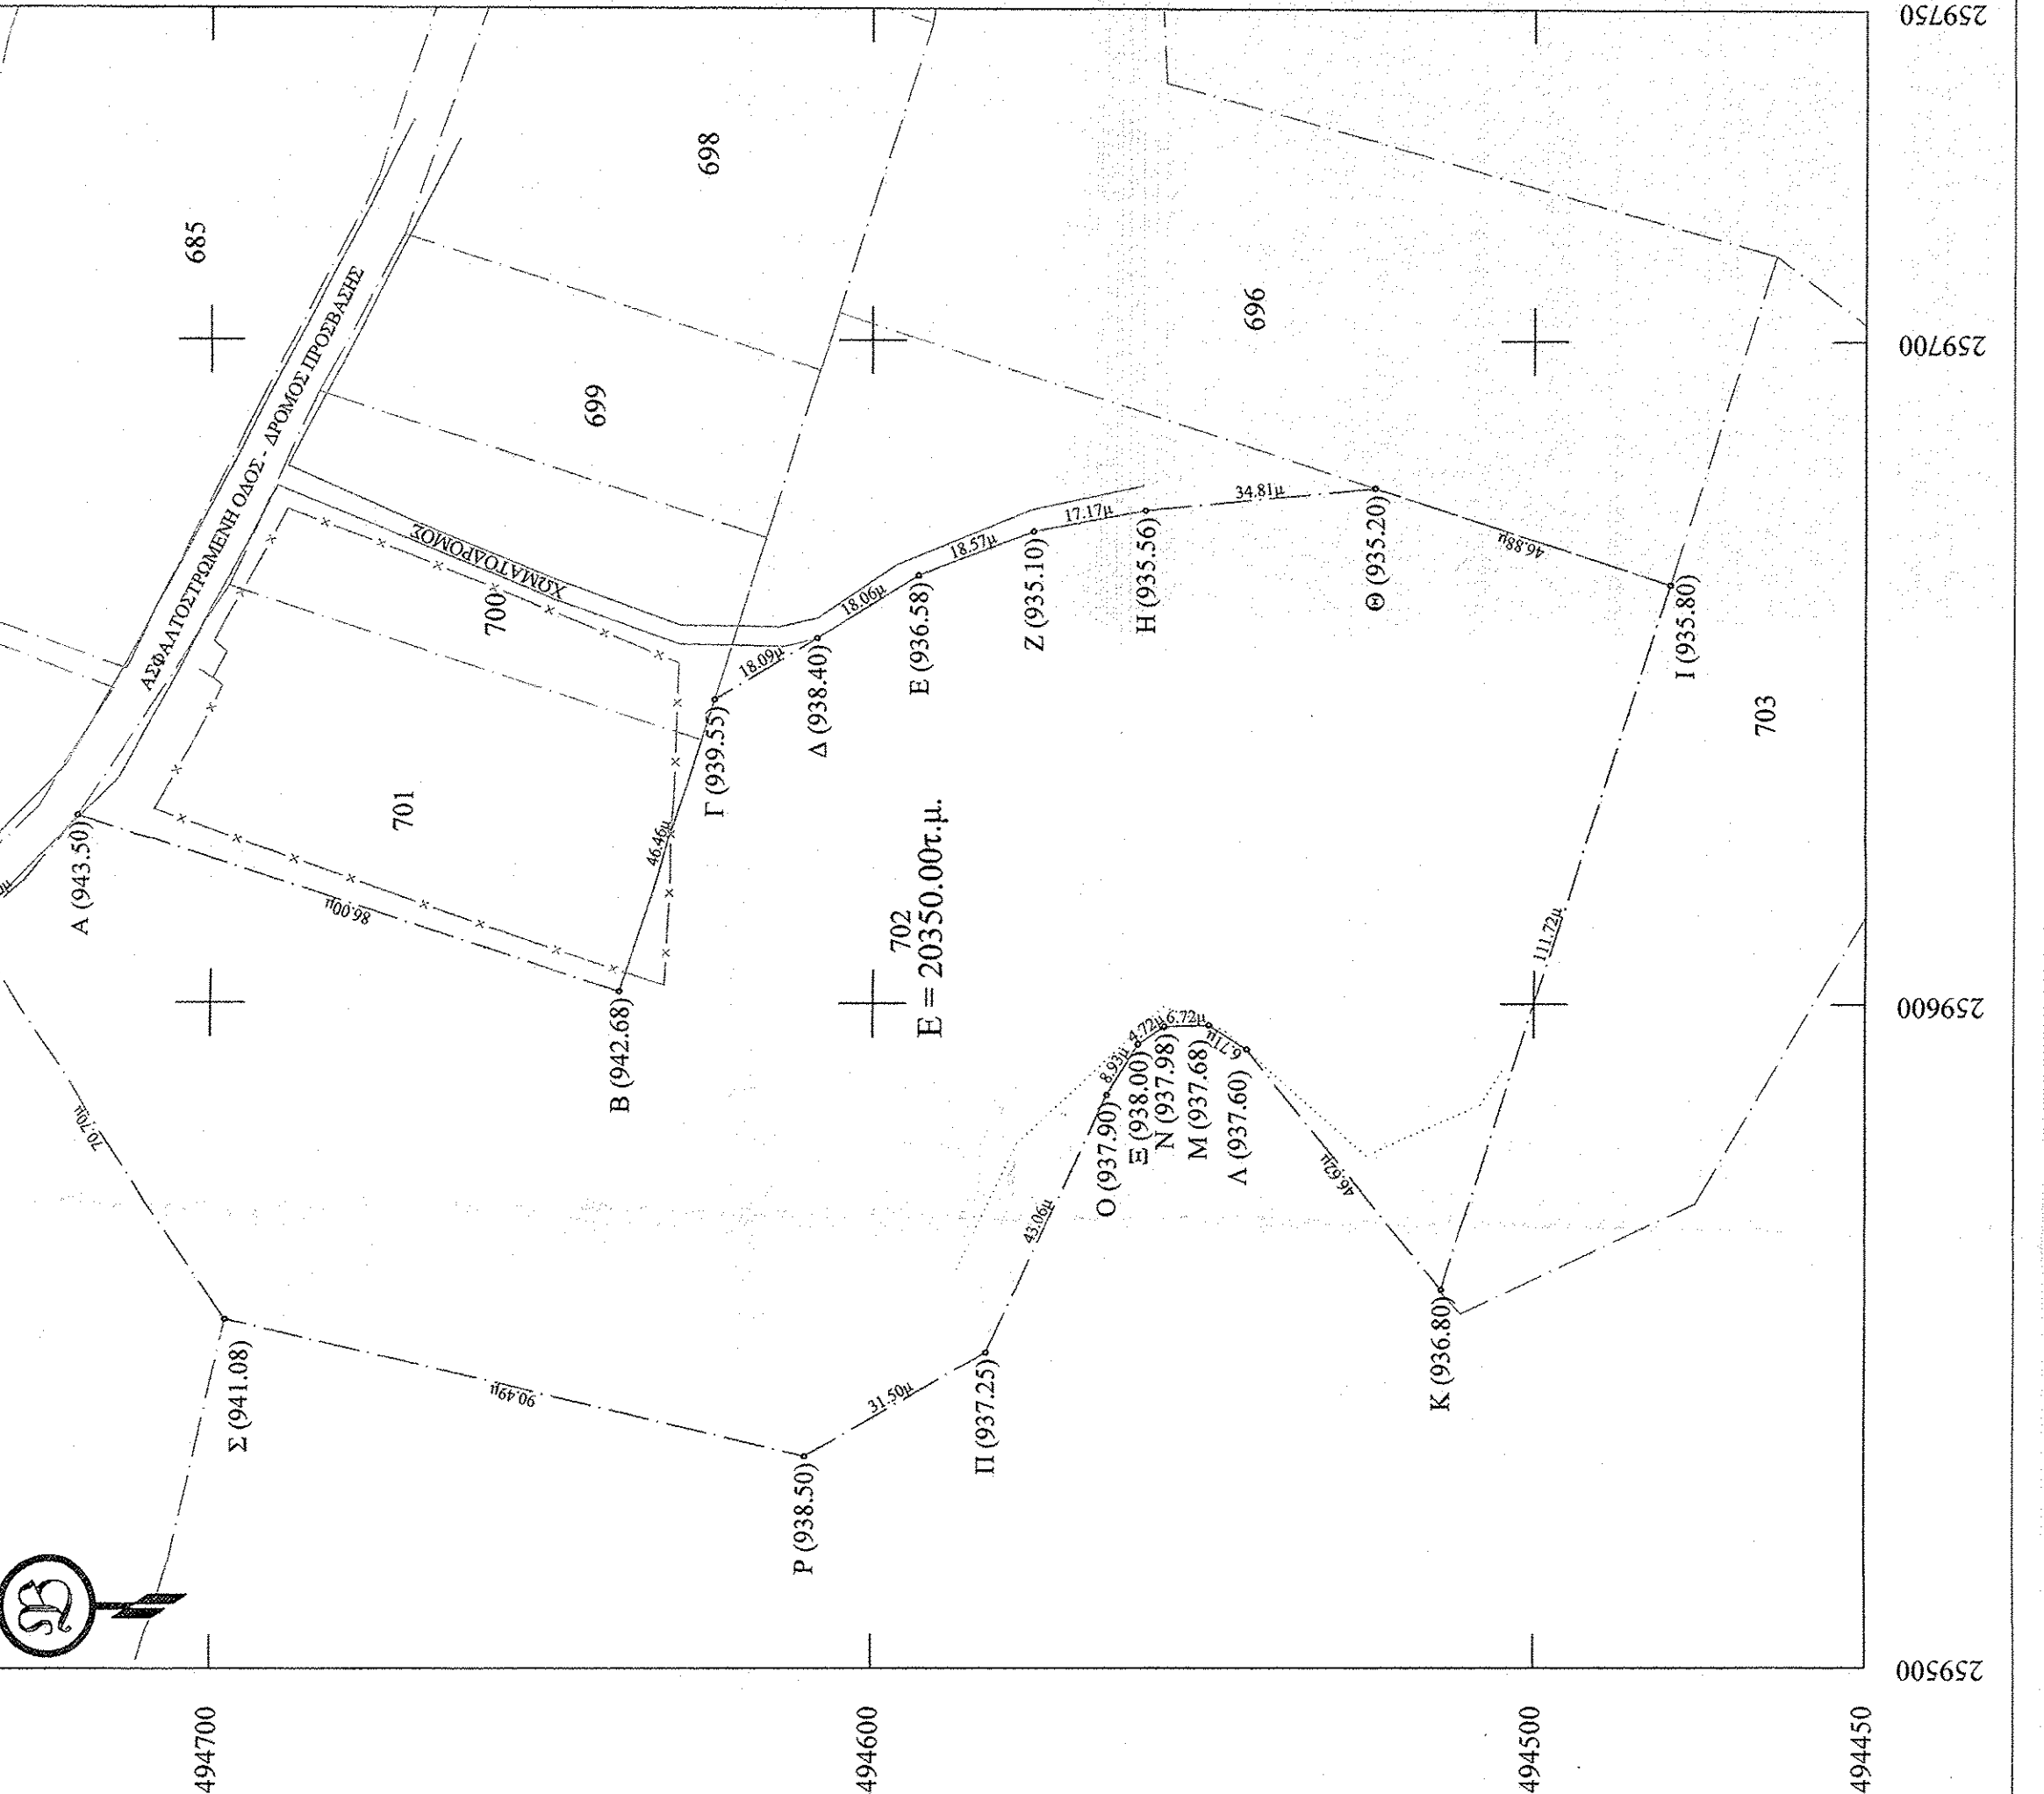 259750
259700
259600
259500
494700
494600
494500
494450
685
698
699
696
700
701
703
702
E = 20350.00τ.μ.
ΑΣΦΑΛΤΟΣΤΡΩΜΕΝΗ ΟΔΟΣ - ΔΡΟΜΟΣ ΠΡΟΣΒΑΣΗΣ
ΧΩΜΑΤΟΔΡΟΜΟΣ
Α (943.50)
86.00μ
Β (942.68)
46.46μ
Γ (939.55)
18.09μ
Δ (938.40)
18.06μ
Ε (936.58)
18.57μ
Ζ (935.10)
17.17μ
Η (935.56)
34.81μ
Θ (935.20)
46.88μ
Ι (935.80)
111.72μ
Κ (936.80)
46.62μ
Λ (937.60)
6.71μ
Μ (937.68)
6.72μ
Ν (937.98)
4.72μ
Ξ (938.00)
8.93μ
Ο (937.90)
43.06μ
Π (937.25)
31.50μ
Ρ (938.50)
90.49μ
Σ (941.08)
70.70μ
Β